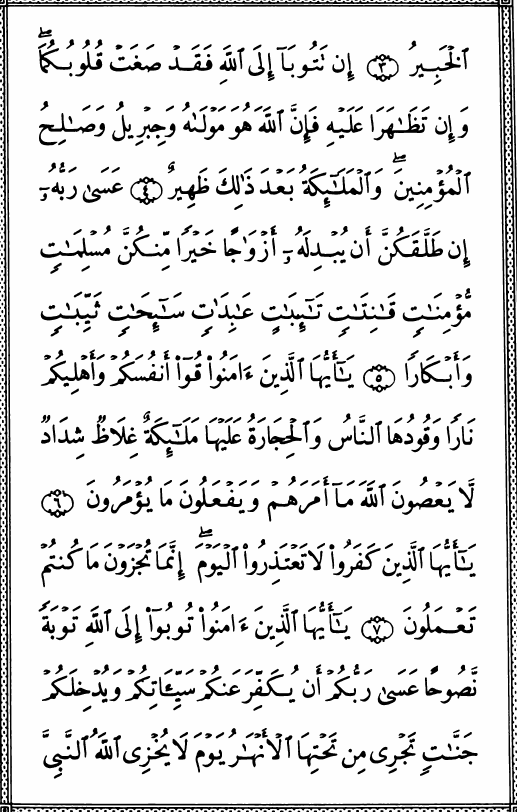 ٱلْخَبِيرُ ﴿٣﴾ إِن تَتُوبَآ إِلَى ٱللَّهِ فَقَدْ صَغَتْ قُلُوبُكُمَاۖ
وَإِن تَظَٰهَرَا عَلَيْهِ فَإِنَّ ٱللَّهَ هُوَ مَوْلَىٰهُ وَجِبْرِيلُ وَصَٰلِحُ
ٱلْمُؤْمِنِينَۖ وَٱلْمَلَٰٓئِكَةُ بَعْدَ ذَٰلِكَ ظَهِيرٌ ﴿٤﴾ عَسَىٰ رَبُّهُۥٓ
إِن طَلَّقَكُنَّ أَن يُبْدِلَهُۥٓ أَزْوَٰجًا خَيْرًا مِّنكُنَّ مُسْلِمَٰتٍ
مُّؤْمِنَٰتٍ قَٰنِتَٰتٍ تَٰٓئِبَٰتٍ عَٰبِدَٰتٍ سَٰٓئِحَٰتٍ ثَيِّبَٰتٍ
وَأَبْكَارًا ﴿٥﴾ يَٰٓأَيُّهَا ٱلَّذِينَ ءَامَنُوا۟ قُوٓا۟ أَنفُسَكُمْ وَأَهْلِيكُمْ
نَارًا وَقُودُهَا ٱلنَّاسُ وَٱلْحِجَارَةُ عَلَيْهَا مَلَٰٓئِكَةٌ غِلَاظٌ شِدَادٌ
لَّا يَعْصُونَ ٱللَّهَ مَآ أَمَرَهُمْ وَيَفْعَلُونَ مَا يُؤْمَرُونَ ﴿٦﴾
يَٰٓأَيُّهَا ٱلَّذِينَ كَفَرُوا۟ لَا تَعْتَذِرُوا۟ ٱلْيَوْمَۖ إِنَّمَا تُجْزَوْنَ مَا كُنتُمْ
تَعْمَلُونَ ﴿٧﴾ يَٰٓأَيُّهَا ٱلَّذِينَ ءَامَنُوا۟ تُوبُوٓا۟ إِلَى ٱللَّهِ تَوْبَةً
نَّصُوحًا عَسَىٰ رَبُّكُمْ أَن يُكَفِّرَ عَنكُمْ سَيِّـَٔاتِكُمْ وَيُدْخِلَكُمْ
جَنَّٰتٍ تَجْرِى مِن تَحْتِهَا ٱلْأَنْهَٰرُ يَوْمَ لَا يُخْزِى ٱللَّهُ ٱلنَّبِىَّ